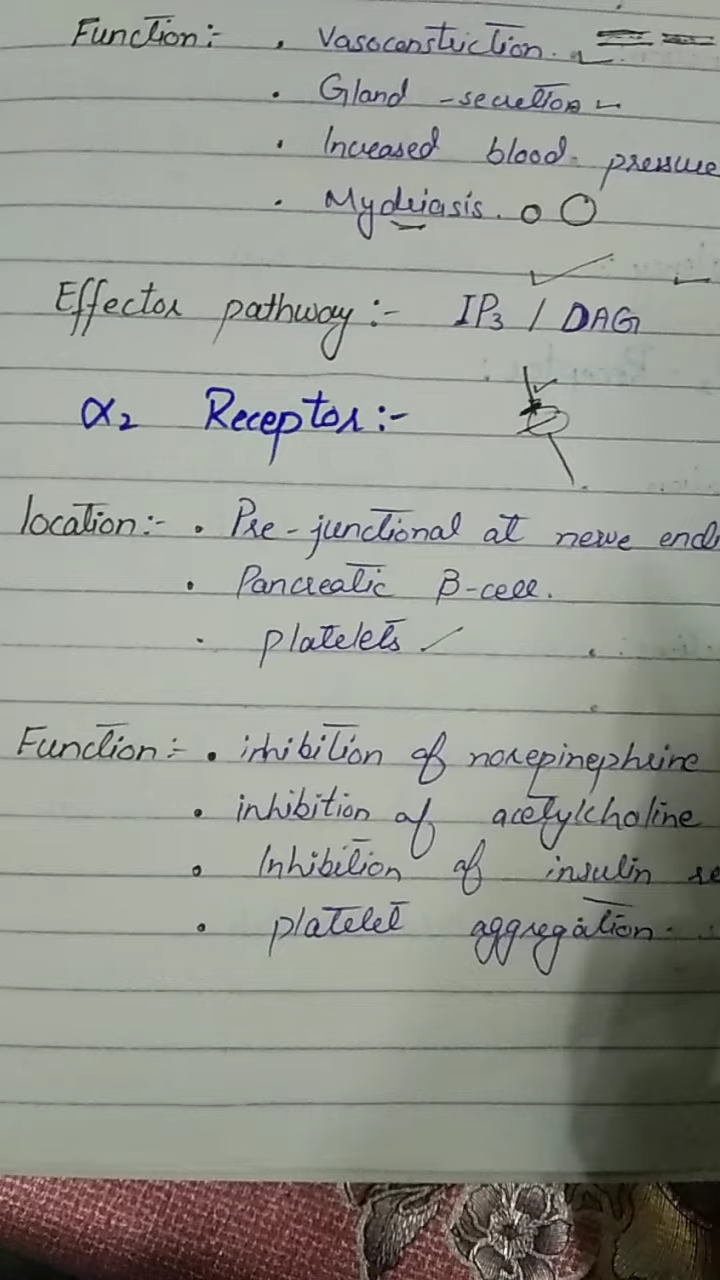 Function:- • Vasoconstriction.
• Gland -secretion
• Increased blood pressure
• Mydriasis.
Effector pathway:- IP₃ / DAG
α₂ Receptor:-
location:- • Pre-junctional at nerve end
• Pancreatic β-cell.
• platelets
Function:- • inhibition of norepinephrine
• inhibition of acetylcholine
• Inhibition of insulin se
• platelet aggregation.